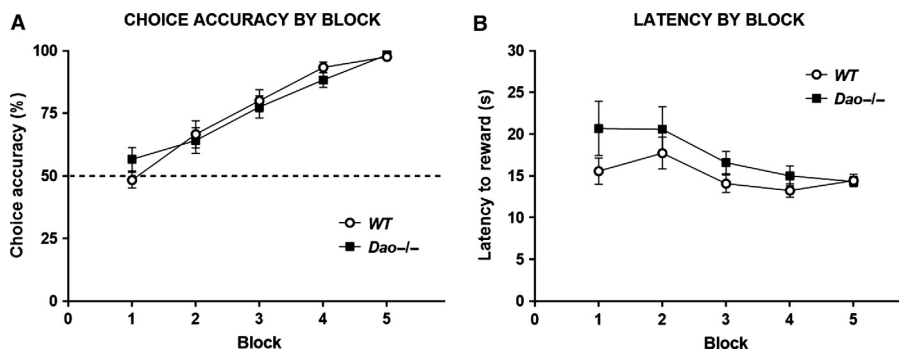 A
CHOICE ACCURACY BY BLOCK
Choice accuracy (%)
100
75
50
25
0
0 1 2 3 4 5
Block
WT
Dao−/−
B
LATENCY BY BLOCK
Latency to reward (s)
30
25
20
15
10
5
0
0 1 2 3 4 5
Block
WT
Dao−/−